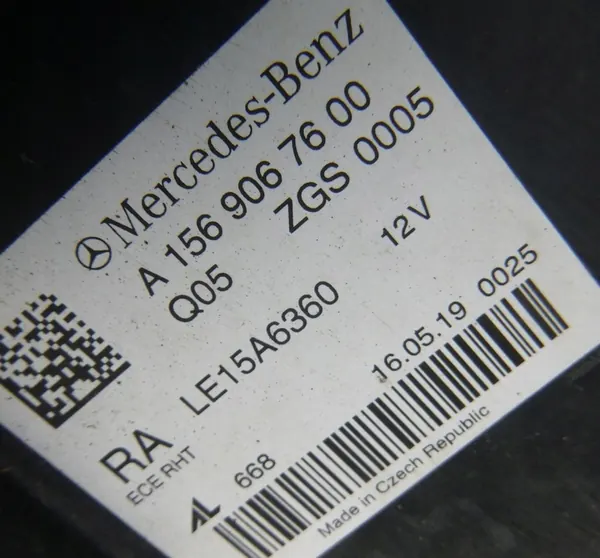 Mercedes-Benz
A 156 906 76 00
Q05 ZGS 0005
LE15A6360 12V
RA
ECE RHT
16.05.19 0025
AL 668
Made in Czech Republic